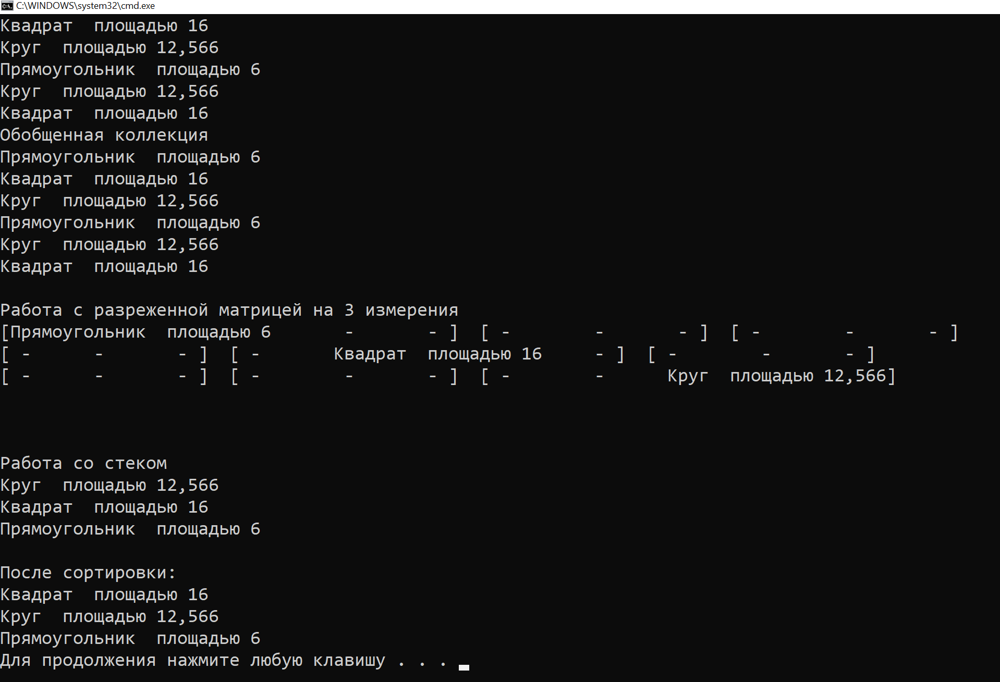 C:\WINDOWS\system32\cmd.exe
Квадрат  площадью 16
Круг  площадью 12,566
Прямоугольник  площадью 6
Круг  площадью 12,566
Квадрат  площадью 16
Обобщенная коллекция
Прямоугольник  площадью 6
Квадрат  площадью 16
Круг  площадью 12,566
Прямоугольник  площадью 6
Круг  площадью 12,566
Квадрат  площадью 16
Работа с разреженной матрицей на 3 измерения
[Прямоугольник  площадью 6       -       - ]  [ -        -       - ]  [ -        -       - ]
[ -      -       - ]  [ -       Квадрат  площадью 16     - ]  [ -        -       - ]
[ -      -       - ]  [ -        -       - ]  [ -        -      Круг  площадью 12,566]
Работа со стеком
Круг  площадью 12,566
Квадрат  площадью 16
Прямоугольник  площадью 6
После сортировки:
Квадрат  площадью 16
Круг  площадью 12,566
Прямоугольник  площадью 6
Для продолжения нажмите любую клавишу . . .